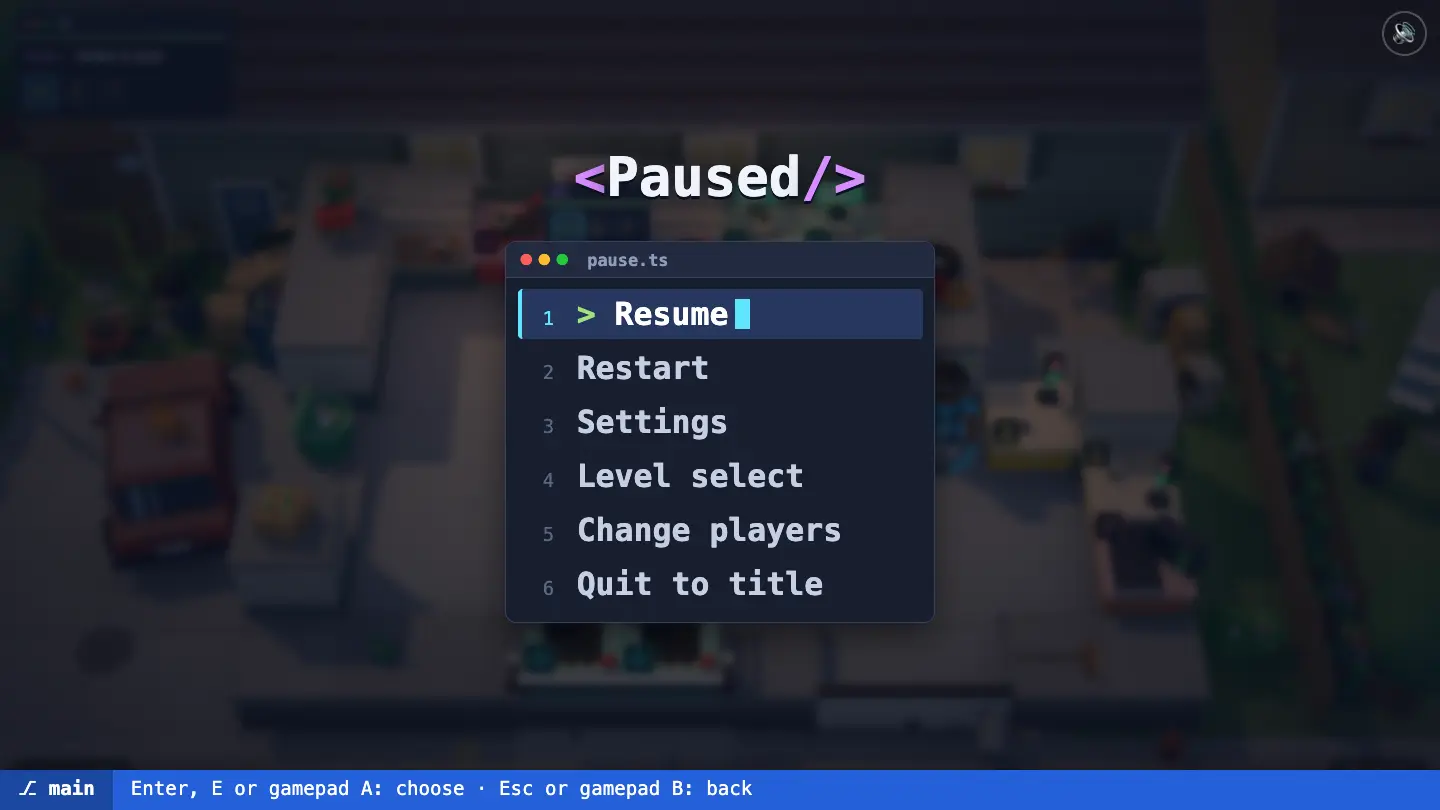 <Paused/>
pause.ts
1 > Resume
2 Restart
3 Settings
4 Level select
5 Change players
6 Quit to title
⎇ main Enter, E or gamepad A: choose · Esc or gamepad B: back